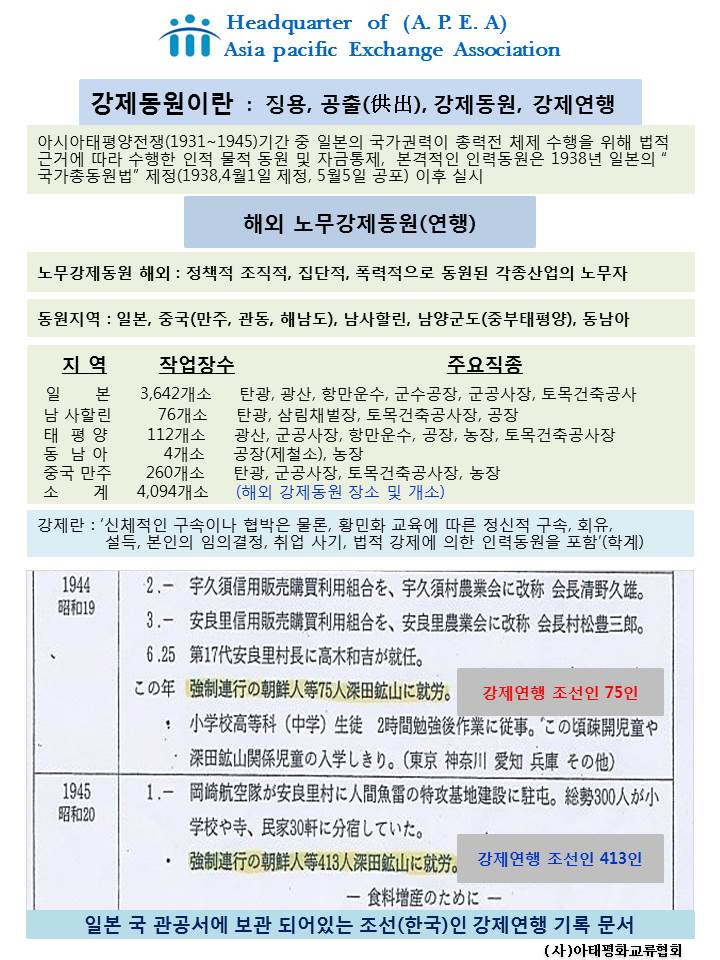 Headquarter of (A. P. E. A)
Asia pacific Exchange Association
강제동원이란 : 징용, 공출(供出), 강제동원, 강제연행
아시아태평양전쟁(1931~1945)기간 중 일본의 국가권력이 총력전 체제 수행을 위해 법적
근거에 따라 수행한 인적 물적 동원 및 자금통제, 본격적인 인력동원은 1938년 일본의 “
국가총동원법” 제정(1938,4월1일 제정, 5월5일 공포) 이후 실시
해외 노무강제동원(연행)
노무강제동원 해외 : 정책적 조직적, 집단적, 폭력적으로 동원된 각종산업의 노무자
동원지역 : 일본, 중국(만주, 관동, 해남도), 남사할린, 남양군도(중부태평양), 동남아
지 역 작업장수 주요직종
일 본 3,642개소 탄광, 광산, 항만운수, 군수공장, 군공사장, 토목건축공사
남 사할린 76개소 탄광, 삼림채벌장, 토목건축공사장, 공장
태 평 양 112개소 광산, 군공사장, 항만운수, 공장, 농장, 토목건축공사장
동 남 아 4개소 공장(제철소), 농장
중국 만주 260개소 탄광, 군공사장, 토목건축공사장, 농장
소 계 4,094개소 (해외 강제동원 장소 및 개소)
강제란 : ‘신체적인 구속이나 협박은 물론, 황민화 교육에 따른 정신적 구속, 회유,
설득, 본인의 임의결정, 취업 사기, 법적 강제에 의한 인력동원을 포함’(학계)
1944 2.– 宇久須信用販売購買利用組合を、宇久須村農業会に改称 会長清野久雄。
昭和19
3.– 安良里信用販売購買利用組合を、安良里農業会に改称 会長村松豊三郎。
6.25 第17代安良里村長に高木和吉が就任。
この年 強制連行の朝鮮人等75人深田鉱山に就労。 강제연행 조선인 75인
・ 小学校高等科（中学）生徒 2時間勉強後作業に従事。この頃疎開児童や
深田鉱山関係児童の入学しきり。（東京 神奈川 愛知 兵庫 その他）
1945 1.– 岡崎航空隊が安良里村に人間魚雷の特攻基地建設に駐屯。総勢300人が小
昭和20
学校や寺、民家30軒に分宿していた。
・ 強制連行の朝鮮人等413人深田鉱山に就労。 강제연행 조선인 413인
― 食料増産のために ―
일본 국 관공서에 보관 되어있는 조선(한국)인 강제연행 기록 문서
(사)아태평화교류협회